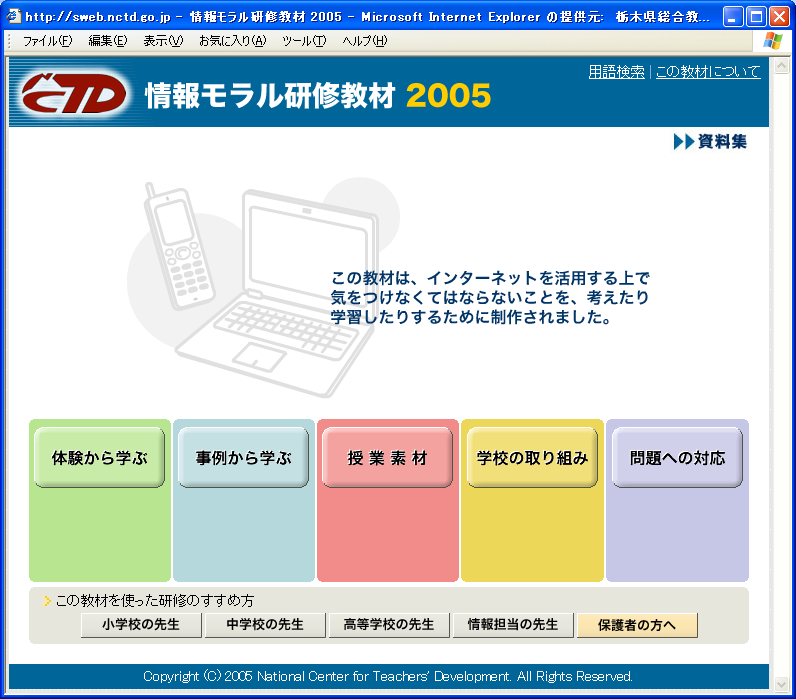 http://sweb.nctd.go.jp - 情報モラル研修教材 2005 - Microsoft Internet Explorer の提供元: 栃木県総合教...
ファイル(F) 編集(E) 表示(V) お気に入り(A) ツール(T) ヘルプ(H)
用語検索 | この教材について
CTD 情報モラル研修教材 2005
資料集
この教材は、インターネットを活用する上で
気をつけなくてはならないことを、考えたり
学習したりするために制作されました。
体験から学ぶ 事例から学ぶ 授業素材 学校の取り組み 問題への対応
この教材を使った研修のすすめ方
小学校の先生 中学校の先生 高等学校の先生 情報担当の先生 保護者の方へ
Copyright (C) 2005 National Center for Teachers' Development. All Rights Reserved.